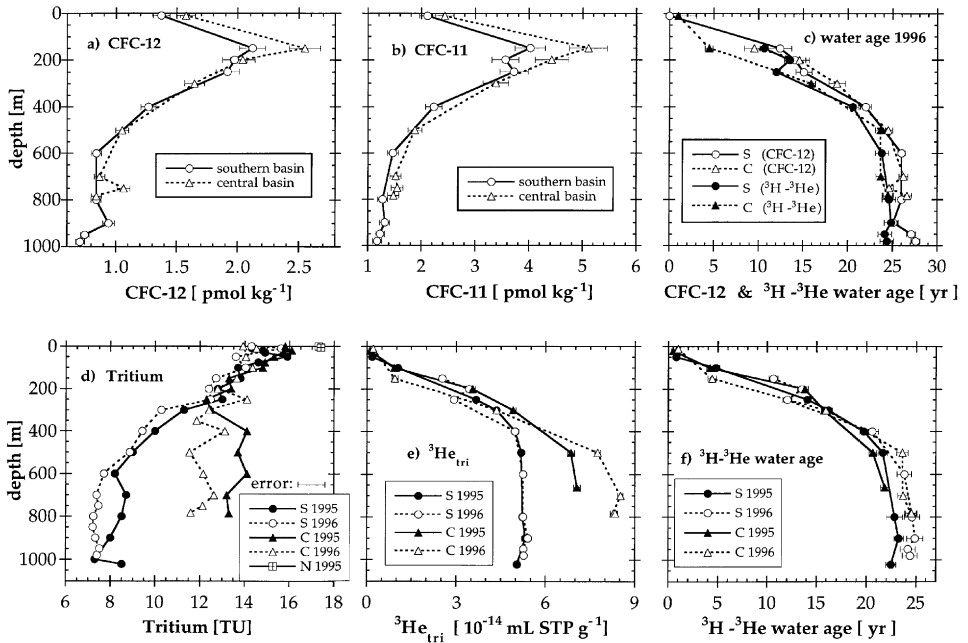 0
200
400
600
800
1000
depth [m]
a) CFC-12
southern basin
central basin
1.0
1.5
2.0
2.5
CFC-12 [ pmol kg⁻¹]
b) CFC-11
southern basin
central basin
1
2
3
4
5
6
CFC-11 [ pmol kg⁻¹]
c) water age 1996
S (CFC-12)
C (CFC-12)
S (³H -³He)
C (³H -³He)
0
5
10
15
20
25
30
CFC-12 & ³H -³He water age [ yr ]
0
200
400
600
800
1000
depth [m]
d) Tritium
error:
S 1995
S 1996
C 1995
C 1996
N 1995
6
8
10
12
14
16
18
Tritium [TU]
e) ³He_tri
S 1995
S 1996
C 1995
C 1996
0
3
6
9
³He_tri [ 10⁻¹⁴ mL STP g⁻¹]
f) ³H-³He water age
S 1995
S 1996
C 1995
C 1996
0
5
10
15
20
25
³H -³He water age [ yr ]